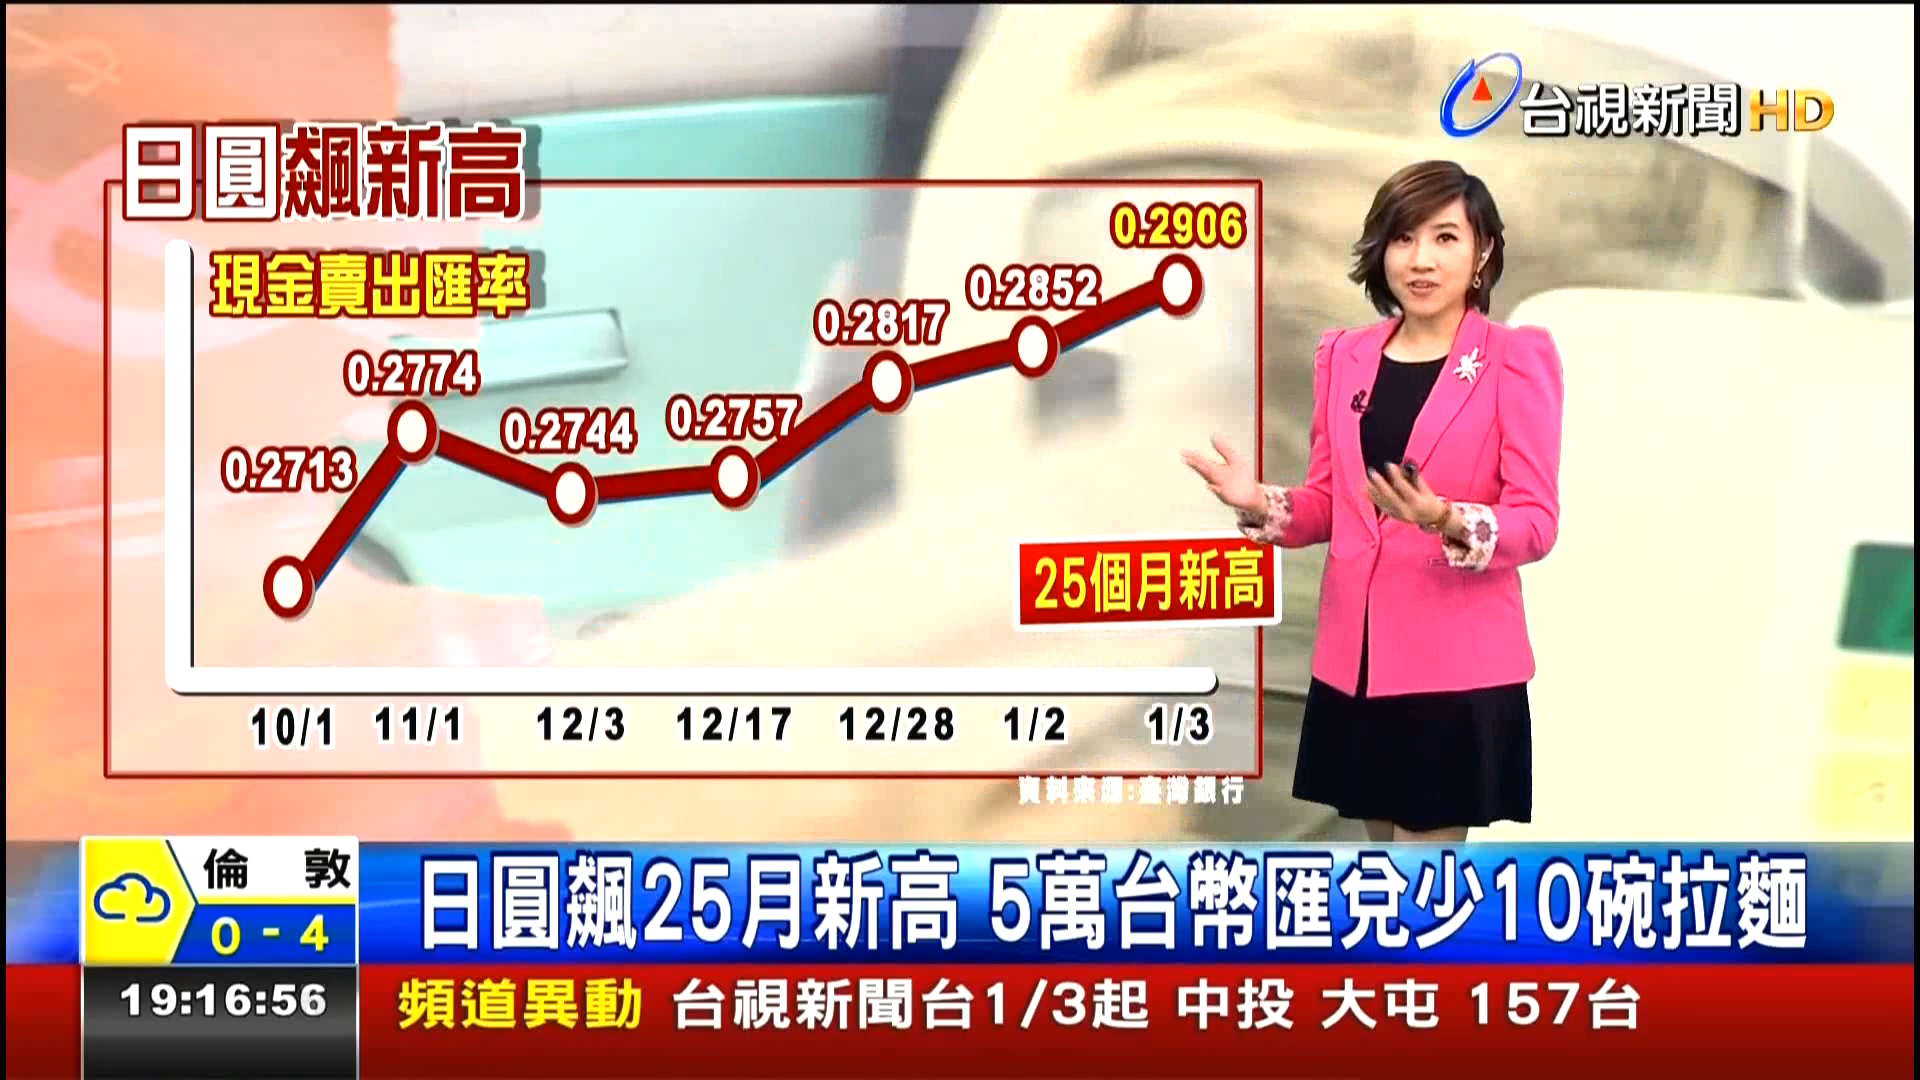 台視新聞HD
日圓飆新高
現金賣出匯率
0.2713
0.2774
0.2744
0.2757
0.2817
0.2852
0.2906
25個月新高
10/1 11/1 12/3 12/17 12/28 1/2 1/3
資料來源:臺灣銀行
倫 敦
0 - 4
日圓飆25月新高 5萬台幣匯兌少10碗拉麵
19:16:56
頻道異動 台視新聞台1/3起 中投 大屯 157台